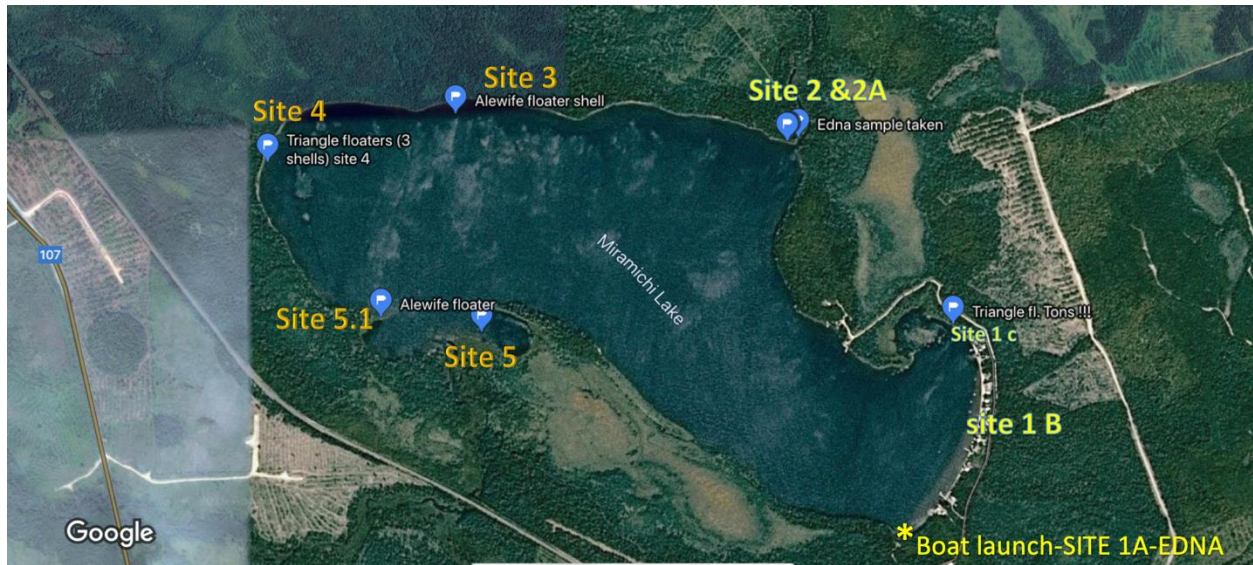 Site 3
Alewife floater shell
Site 2 &2A
Edna sample taken
Site 4
Triangle floaters (3
shells) site 4
107
Miramichi Lake
Alewife floater
Site 5.1
Site 5
Triangle fl. Tons !!!
Site 1 c
site 1 B
Google
*Boat launch-SITE 1A-EDNA